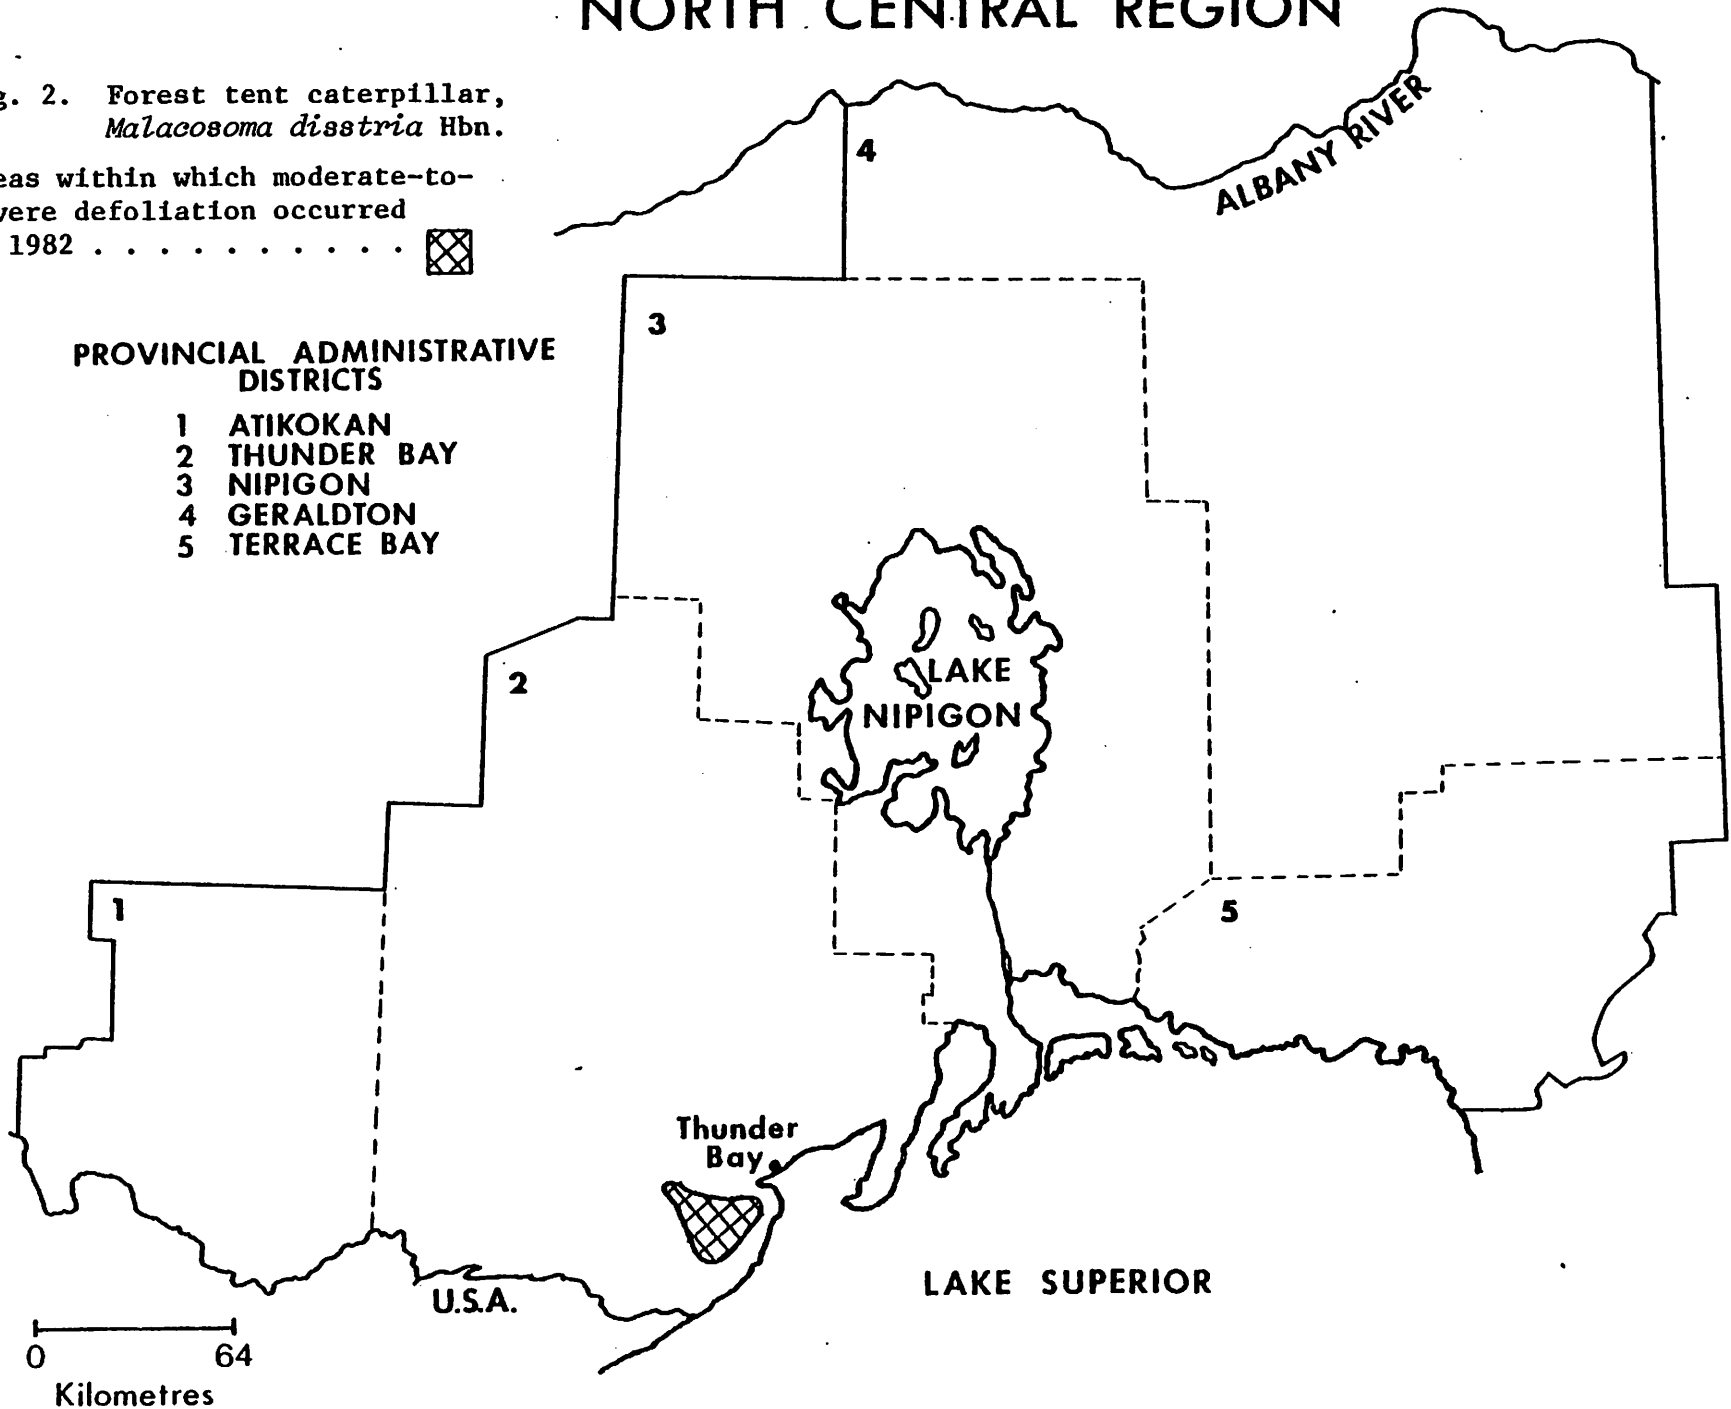 NORTH CENTRAL REGION
g. 2. Forest tent caterpillar,
Malacosoma disstria Hbn.
eas within which moderate-to-
vere defoliation occurred
1982 . . . . . . . . . .
PROVINCIAL ADMINISTRATIVE
DISTRICTS
1 ATIKOKAN
2 THUNDER BAY
3 NIPIGON
4 GERALDTON
5 TERRACE BAY
4
ALBANY RIVER
3
2
LAKE
NIPIGON
1
5
Thunder
Bay
LAKE SUPERIOR
U.S.A.
0 64
Kilometres